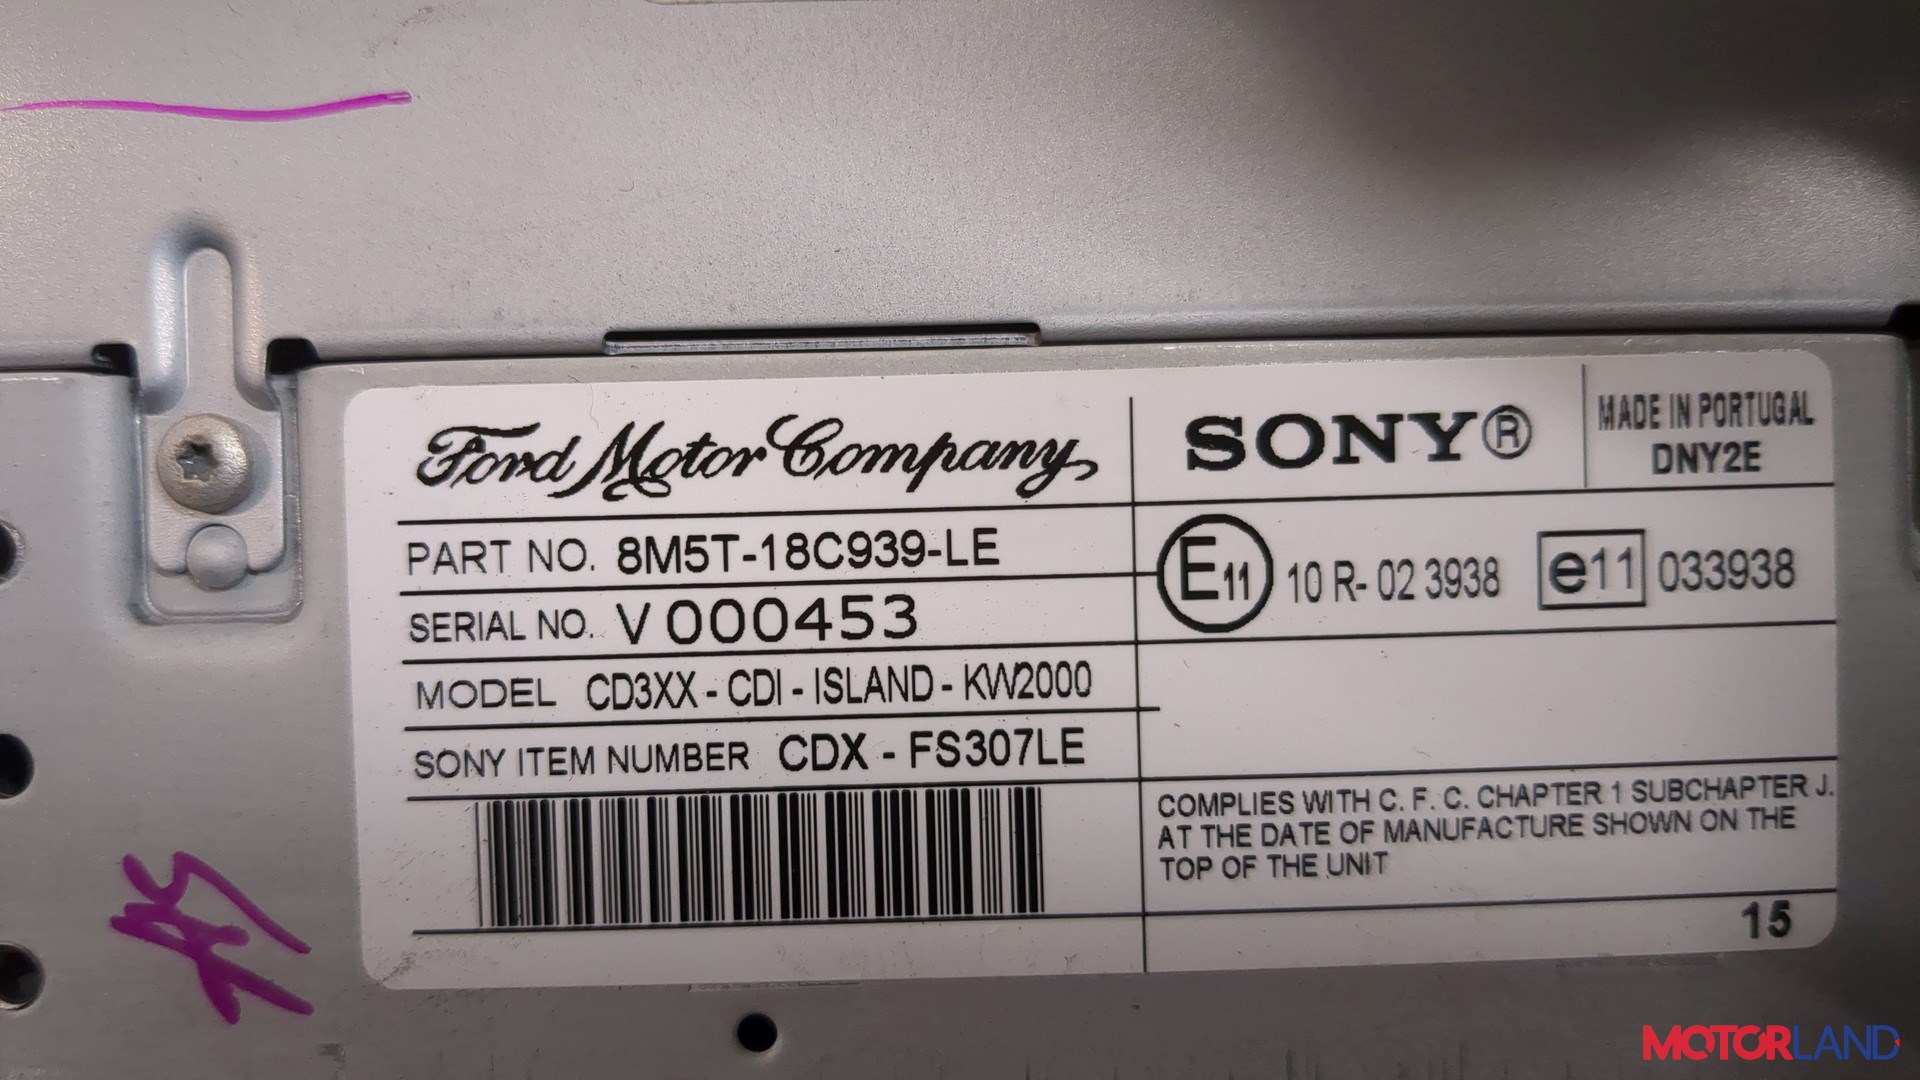 Ford Motor Company
SONY®
MADE IN PORTUGAL
DNY2E
PART NO. 8M5T-18C939-LE
E11 10 R- 02 3938 e11 033938
SERIAL NO. V000453
MODEL CD3XX - CDI - ISLAND - KW2000
SONY ITEM NUMBER CDX - FS307LE
COMPLIES WITH C. F. C. CHAPTER 1 SUBCHAPTER J.
AT THE DATE OF MANUFACTURE SHOWN ON THE
TOP OF THE UNIT
15
MOTORLAND